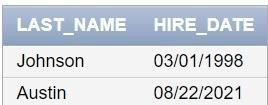 LAST_NAME HIRE_DATE
Johnson 03/01/1998
Austin 08/22/2021